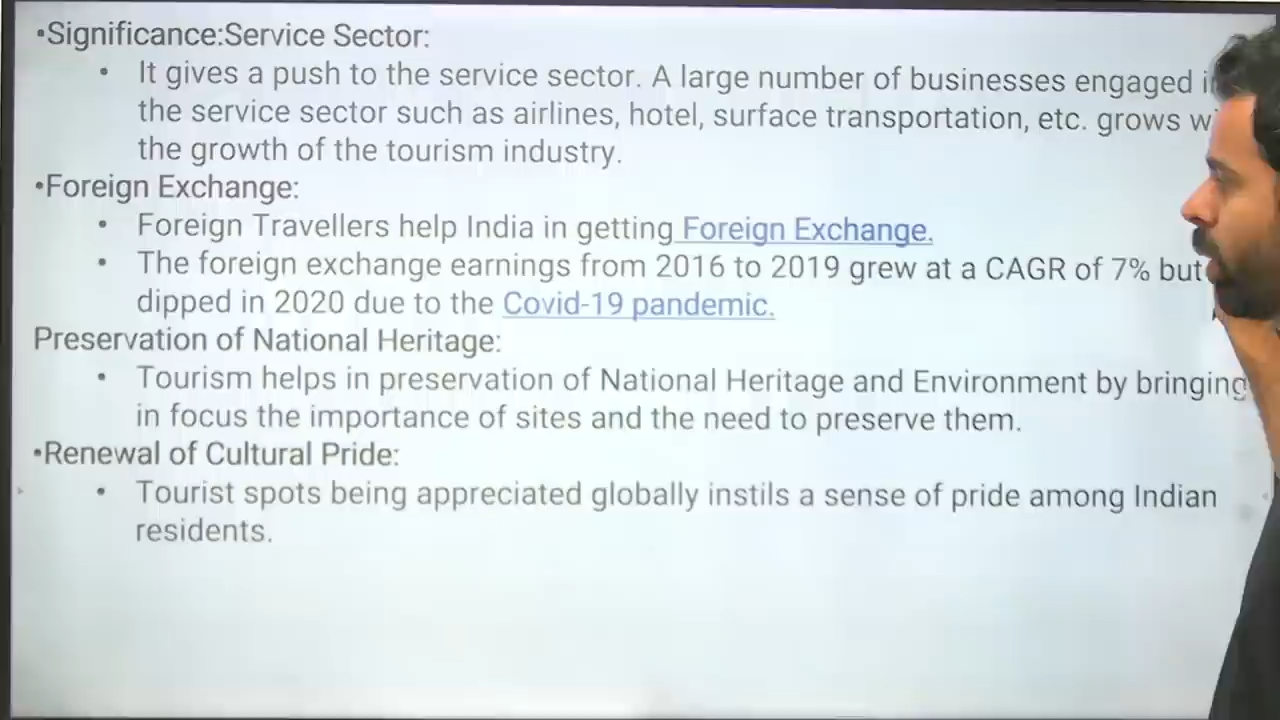 •Significance:Service Sector:
• It gives a push to the service sector. A large number of businesses engaged
the service sector such as airlines, hotel, surface transportation, etc. grows
the growth of the tourism industry.
•Foreign Exchange:
• Foreign Travellers help India in getting Foreign Exchange.
• The foreign exchange earnings from 2016 to 2019 grew at a CAGR of 7% but
dipped in 2020 due to the Covid-19 pandemic.
Preservation of National Heritage:
• Tourism helps in preservation of National Heritage and Environment by bringing
in focus the importance of sites and the need to preserve them.
•Renewal of Cultural Pride:
• Tourist spots being appreciated globally instils a sense of pride among Indian
residents.